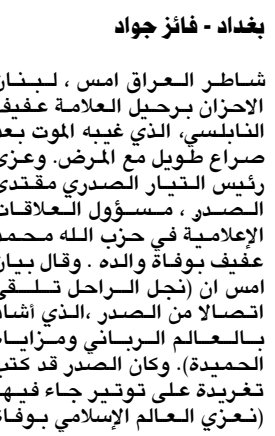 بغداد - فائز جواد
شاطر العراق امس ، لبنان
الاحزان برحيل العلامة عفيف
النابلسي، الذي غيبه الموت بعد
صراع طويل مع المرض. وعزى
رئيس التيار الصدري مقتدى
الصدر ، مسؤول العلاقات
الإعلامية في حزب الله محمد
عفيف بوفاة والده . وقال بيان
امس ان (نجل الراحل تلقى
اتصالا من الصدر ،الذي أشاد
بالعالم الرباني ومزاياه
الحميدة). وكان الصدر قد كتب
تغريدة على تويتر جاء فيها
(نعزي العالم الإسلامي بوفاة